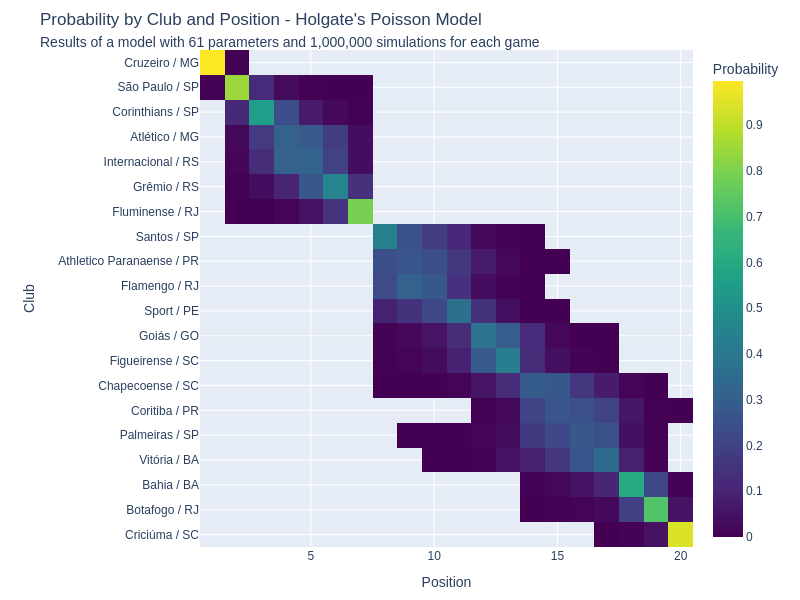 Probability by Club and Position - Holgate's Poisson Model
Results of a model with 61 parameters and 1,000,000 simulations for each game
Probability
Club
Cruzeiro / MG
São Paulo / SP
Corinthians / SP
Atlético / MG
Internacional / RS
Grêmio / RS
Fluminense / RJ
Santos / SP
Athletico Paranaense / PR
Flamengo / RJ
Sport / PE
Goiás / GO
Figueirense / SC
Chapecoense / SC
Coritiba / PR
Palmeiras / SP
Vitória / BA
Bahia / BA
Botafogo / RJ
Criciúma / SC
0.9
0.8
0.7
0.6
0.5
0.4
0.3
0.2
0.1
0
5 10 15 20
Position